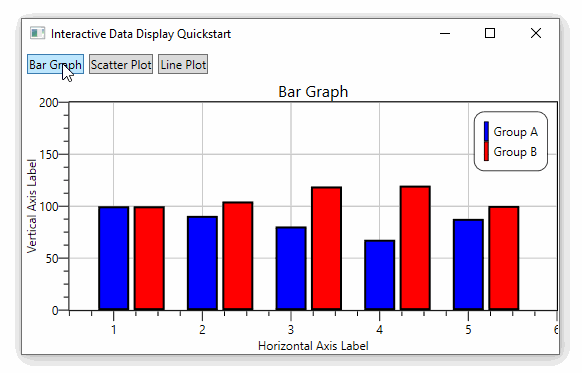 Interactive Data Display Quickstart
Bar Graph Scatter Plot Line Plot
Bar Graph
Vertical Axis Label
200
150
100
50
0
Group A
Group B
1 2 3 4 5 6
Horizontal Axis Label